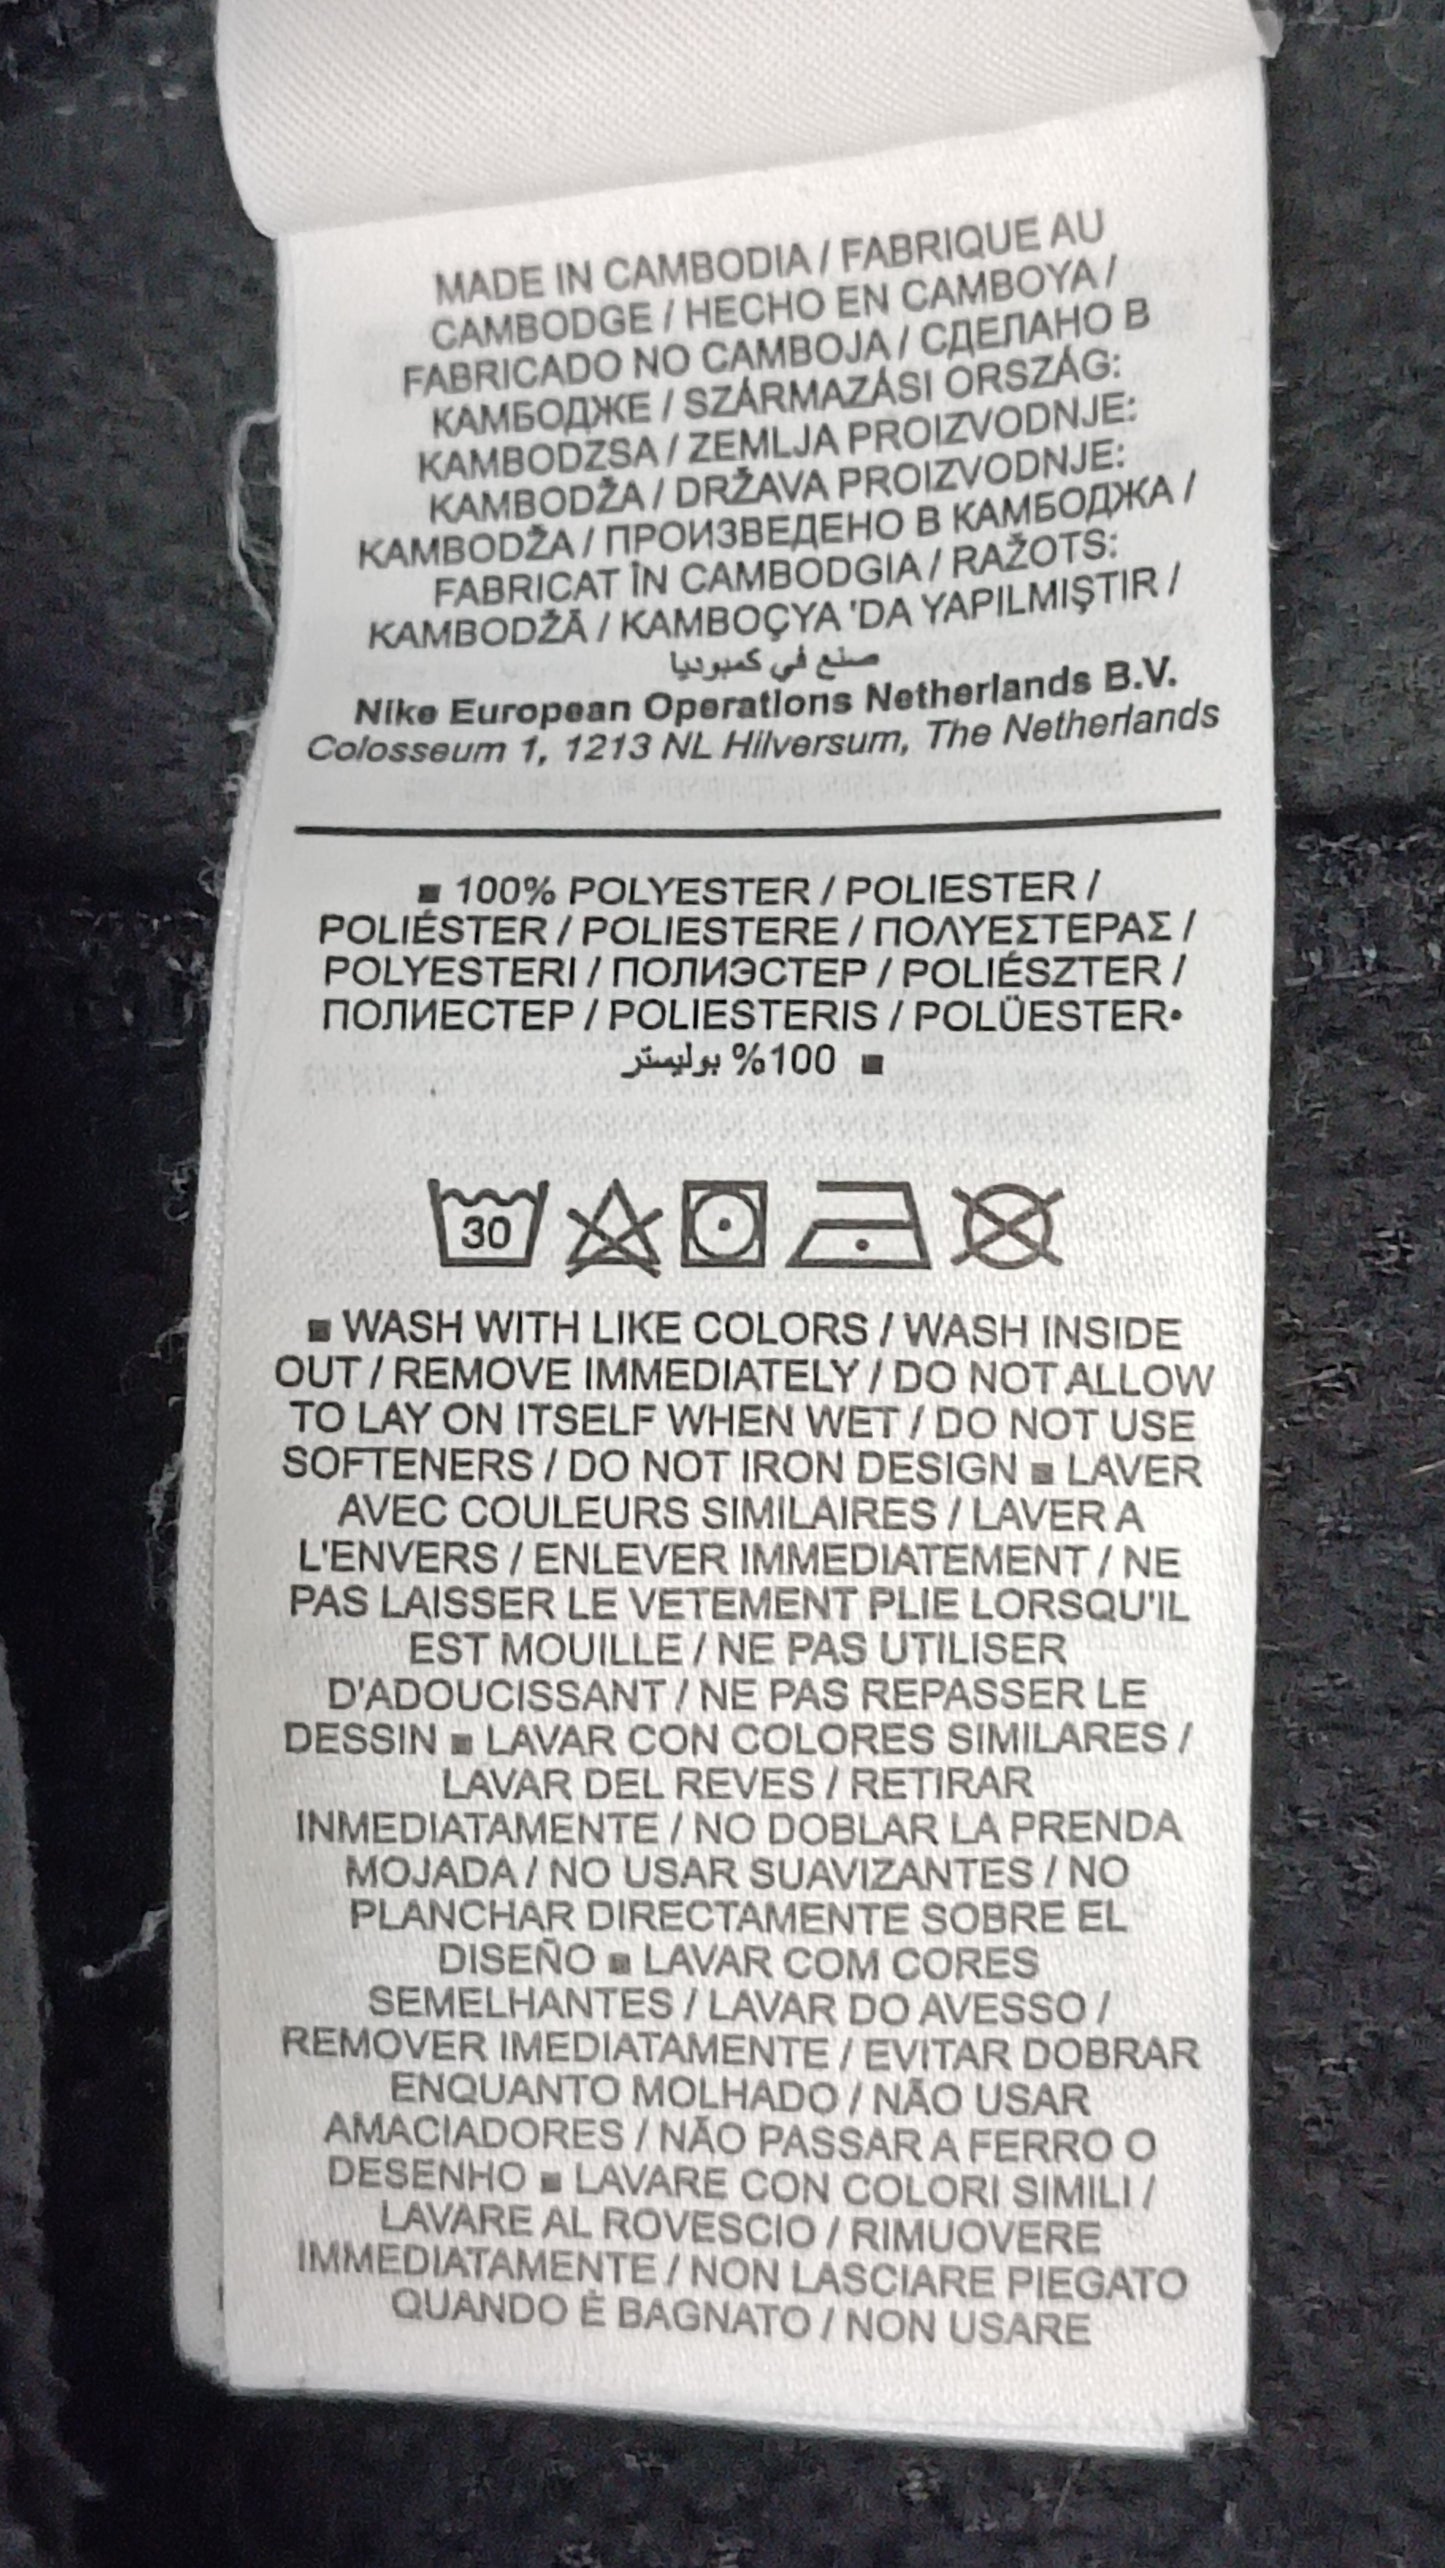 MADE IN CAMBODIA / FABRIQUE AU
CAMBODGE / HECHO EN CAMBOYA /
FABRICADO NO CAMBOJA / СДЕЛАНО В
КАМБОДЖЕ / SZÁRMAZÁSI ORSZÁG:
KAMBODZSA / ZEMLJA PROIZVODNJE:
KAMBODŽA / DRŽAVA PROIZVODNJE:
KAMBODŽA / ПРОИЗВЕДЕНО В КАМБОДЖА /
FABRICAT ÎN CAMBODGIA / RAŽOTS:
KAMBODŽĀ / KAMBOÇYA 'DA YAPILMIŞTIR /
صنع في كمبوديا
Nike European Operations Netherlands B.V.
Colosseum 1, 1213 NL Hilversum, The Netherlands
■ 100% POLYESTER / POLIESTER /
POLIÉSTER / POLIESTERE / ΠΟΛΥΕΣΤΕΡΑΣ /
POLYESTERI / ПОЛИЭСТЕР / POLIÉSZTER /
ПОЛИЕСТЕР / POLIESTERIS / POLÜESTER•
■ 100% بوليستر
30
■ WASH WITH LIKE COLORS / WASH INSIDE
OUT / REMOVE IMMEDIATELY / DO NOT ALLOW
TO LAY ON ITSELF WHEN WET / DO NOT USE
SOFTENERS / DO NOT IRON DESIGN ■ LAVER
AVEC COULEURS SIMILAIRES / LAVER A
L'ENVERS / ENLEVER IMMEDIATEMENT / NE
PAS LAISSER LE VETEMENT PLIE LORSQU'IL
EST MOUILLE / NE PAS UTILISER
D'ADOUCISSANT / NE PAS REPASSER LE
DESSIN ■ LAVAR CON COLORES SIMILARES /
LAVAR DEL REVES / RETIRAR
INMEDIATAMENTE / NO DOBLAR LA PRENDA
MOJADA / NO USAR SUAVIZANTES / NO
PLANCHAR DIRECTAMENTE SOBRE EL
DISEÑO ■ LAVAR COM CORES
SEMELHANTES / LAVAR DO AVESSO /
REMOVER IMEDIATAMENTE / EVITAR DOBRAR
ENQUANTO MOLHADO / NÃO USAR
AMACIADORES / NÃO PASSAR A FERRO O
DESENHO ■ LAVARE CON COLORI SIMILI /
LAVARE AL ROVESCIO / RIMUOVERE
IMMEDIATAMENTE / NON LASCIARE PIEGATO
QUANDO È BAGNATO / NON USARE